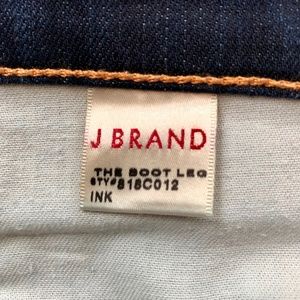 J BRAND
THE BOOT LEG
STY#818C012
INK